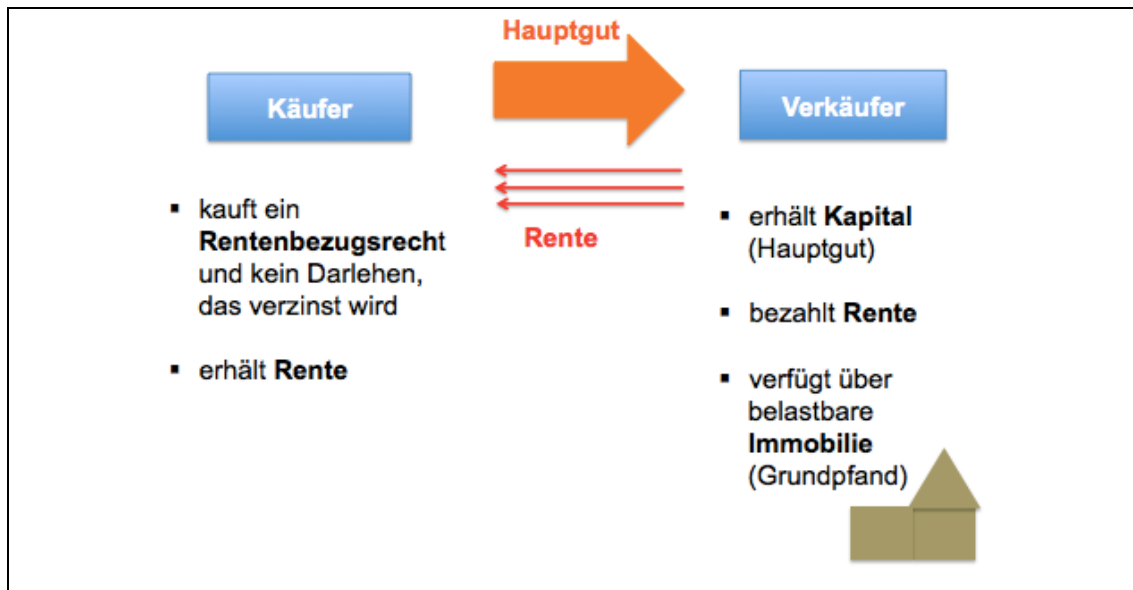 Hauptgut
Käufer
Verkäufer
Rente
▪ kauft ein
Rentenbezugsrecht
und kein Darlehen,
das verzinst wird
▪ erhält Rente
▪ erhält Kapital
(Hauptgut)
▪ bezahlt Rente
▪ verfügt über
belastbare
Immobilie
(Grundpfand)